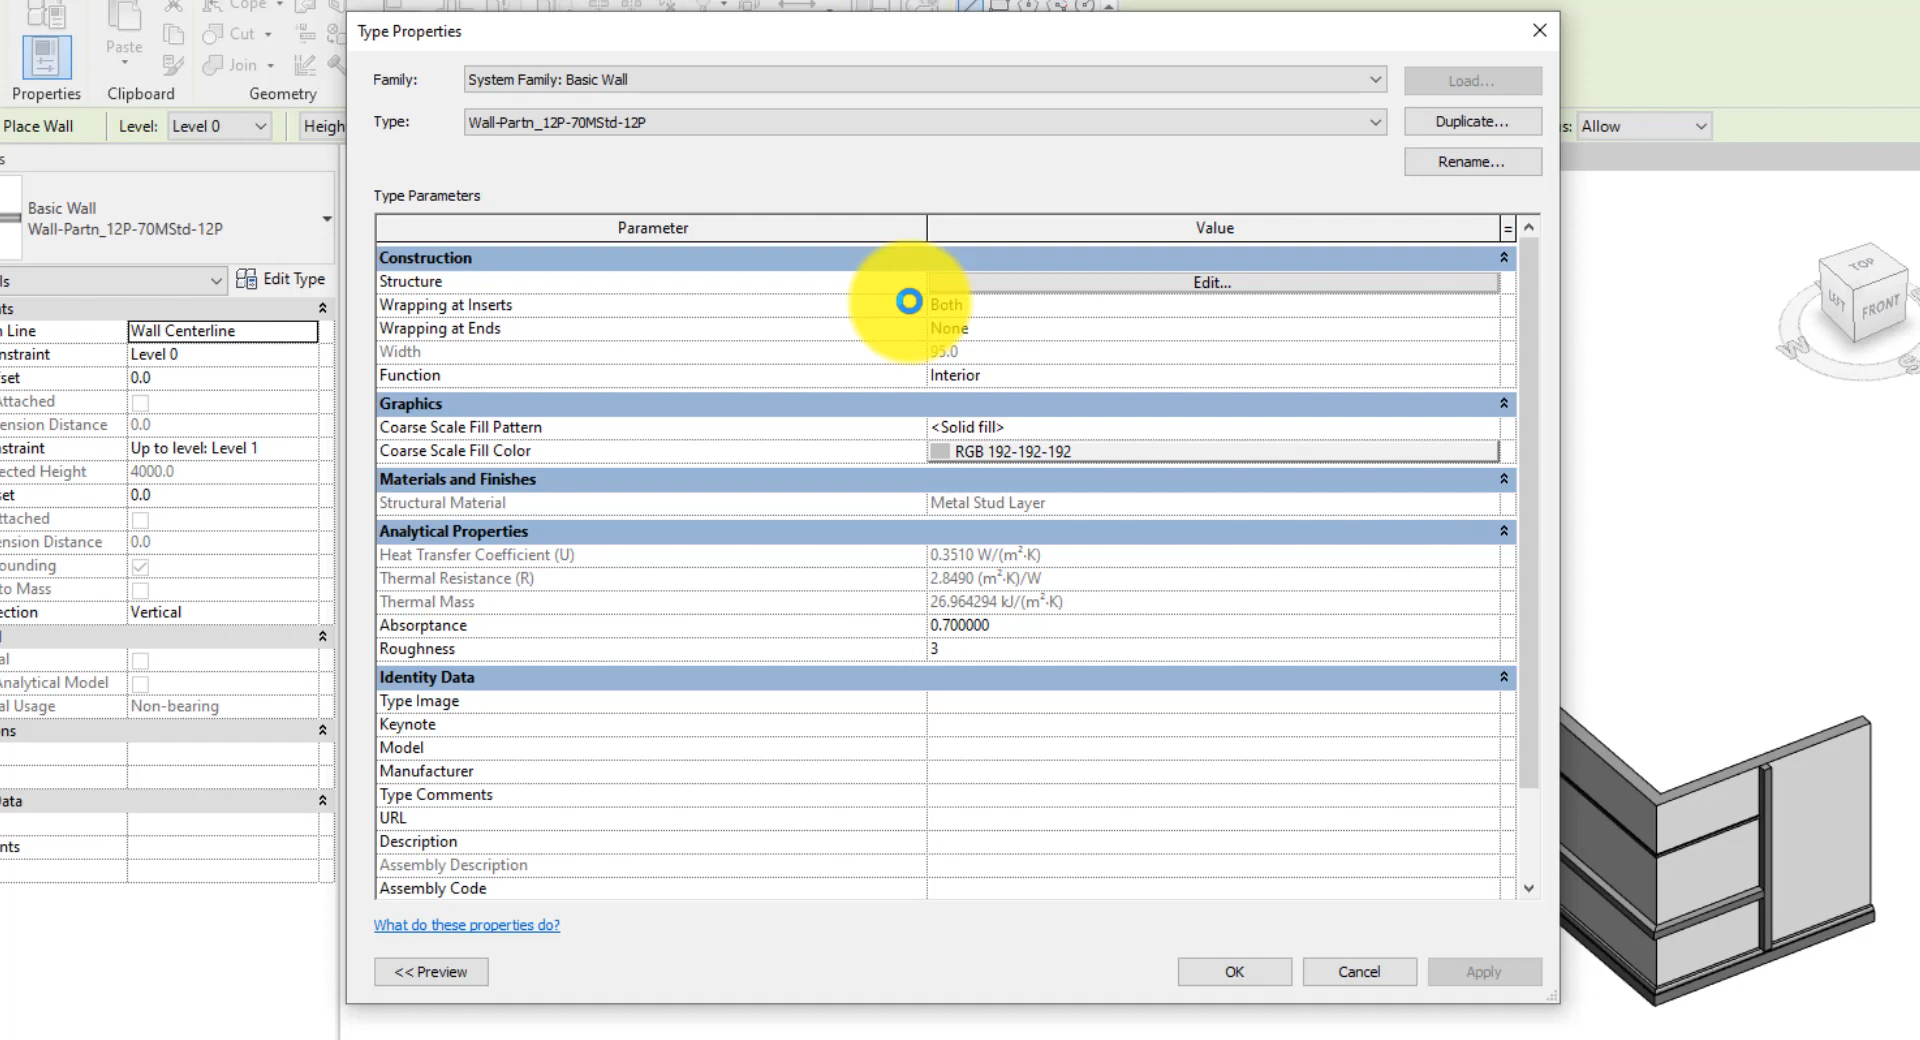 Cope
Type Properties
Paste
Cut
Join
Properties
Clipboard
Geometry
Family:
System Family: Basic Wall
Load...
Place Wall
Level:
Level 0
Heigh
Type:
Wall-Partn_12P-70MStd-12P
Duplicate...
s:
Allow
Rename...
s
Type Parameters
Basic Wall
Wall-Partn_12P-70MStd-12P
Parameter
Value
=
ls
Edit Type
Construction
Structure
Edit...
Wrapping at Inserts
Both
Wrapping at Ends
None
Width
95.0
Function
Interior
Graphics
Coarse Scale Fill Pattern
<Solid fill>
Coarse Scale Fill Color
RGB 192-192-192
Materials and Finishes
Structural Material
Metal Stud Layer
Analytical Properties
Heat Transfer Coefficient (U)
0.3510 W/(m²·K)
Thermal Resistance (R)
2.8490 (m²·K)/W
Thermal Mass
26.964294 kJ/(m²·K)
Absorptance
0.700000
Roughness
3
Identity Data
Type Image
Keynote
Model
Manufacturer
Type Comments
URL
Description
Assembly Description
Assembly Code
What do these properties do?
<< Preview
OK
Cancel
Apply
nts
n Line
Wall Centerline
nstraint
Level 0
fset
0.0
Attached
ension Distance
0.0
straint
Up to level: Level 1
ected Height
4000.0
set
0.0
ttached
ension Distance
0.0
ounding
to Mass
ection
Vertical
l
al
Analytical Model
al Usage
Non-bearing
ns
Data
nts
TOP
LEFT
FRONT
W
S